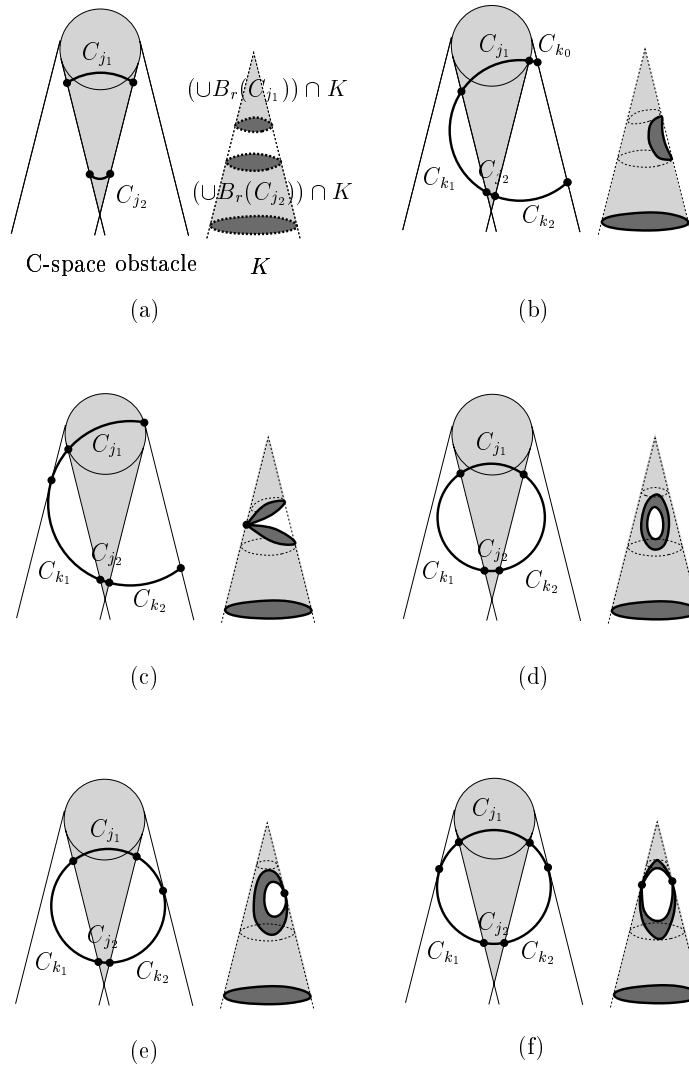 C_{j_1}
(∪B_r(C_{j_1})) ∩ K
C_{j_2}
(∪B_r(C_{j_2})) ∩ K
C-space obstacle
K
(a)
C_{j_1}
C_{k_0}
C_{j_2}
C_{k_1}
C_{k_2}
(b)
C_{j_1}
C_{j_2}
C_{k_1}
C_{k_2}
(c)
C_{j_1}
C_{j_2}
C_{k_1}
C_{k_2}
(d)
C_{j_1}
C_{j_2}
C_{k_1}
C_{k_2}
(e)
C_{j_1}
C_{j_2}
C_{k_1}
C_{k_2}
(f)